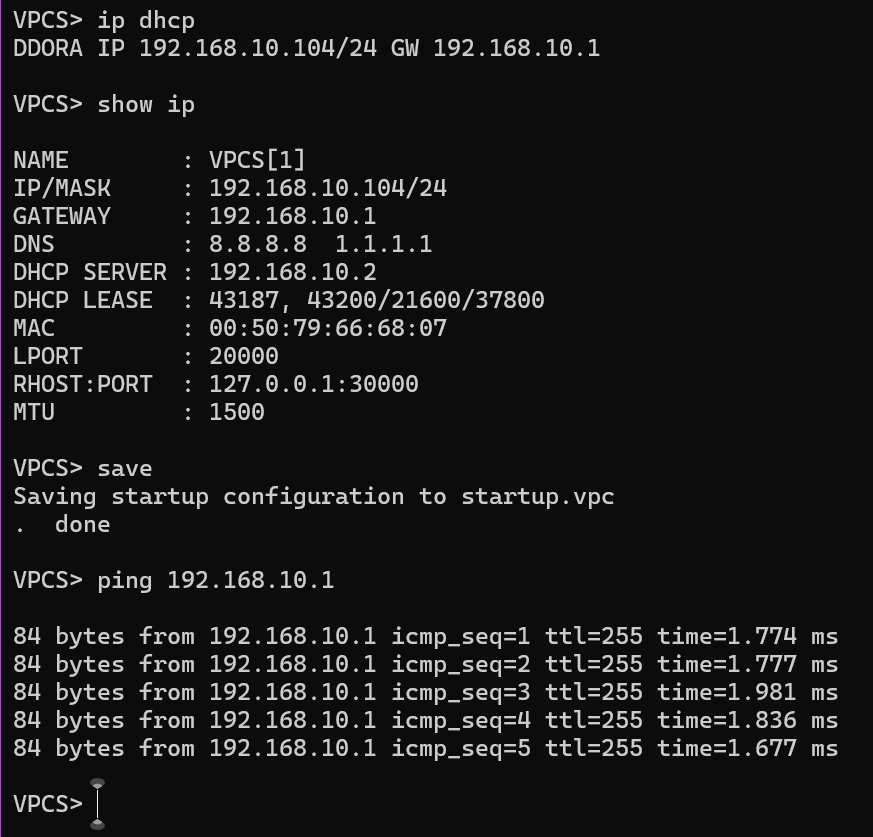 VPCS> ip dhcp
DDORA IP 192.168.10.104/24 GW 192.168.10.1
VPCS> show ip
NAME        : VPCS[1]
IP/MASK     : 192.168.10.104/24
GATEWAY     : 192.168.10.1
DNS         : 8.8.8.8  1.1.1.1
DHCP SERVER : 192.168.10.2
DHCP LEASE  : 43187, 43200/21600/37800
MAC         : 00:50:79:66:68:07
LPORT       : 20000
RHOST:PORT  : 127.0.0.1:30000
MTU         : 1500
VPCS> save
Saving startup configuration to startup.vpc
.  done
VPCS> ping 192.168.10.1
84 bytes from 192.168.10.1 icmp_seq=1 ttl=255 time=1.774 ms
84 bytes from 192.168.10.1 icmp_seq=2 ttl=255 time=1.777 ms
84 bytes from 192.168.10.1 icmp_seq=3 ttl=255 time=1.981 ms
84 bytes from 192.168.10.1 icmp_seq=4 ttl=255 time=1.836 ms
84 bytes from 192.168.10.1 icmp_seq=5 ttl=255 time=1.677 ms
VPCS>